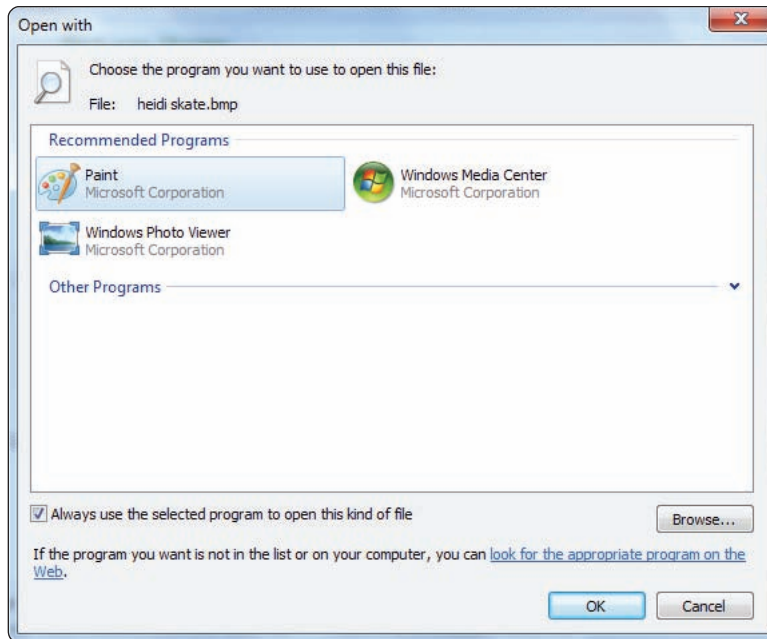 Open with
Choose the program you want to use to open this file:
File: heidi skate.bmp
Recommended Programs
Paint
Microsoft Corporation
Windows Media Center
Microsoft Corporation
Windows Photo Viewer
Microsoft Corporation
Other Programs
Always use the selected program to open this kind of file
Browse...
If the program you want is not in the list or on your computer, you can look for the appropriate program on the
Web.
OK
Cancel